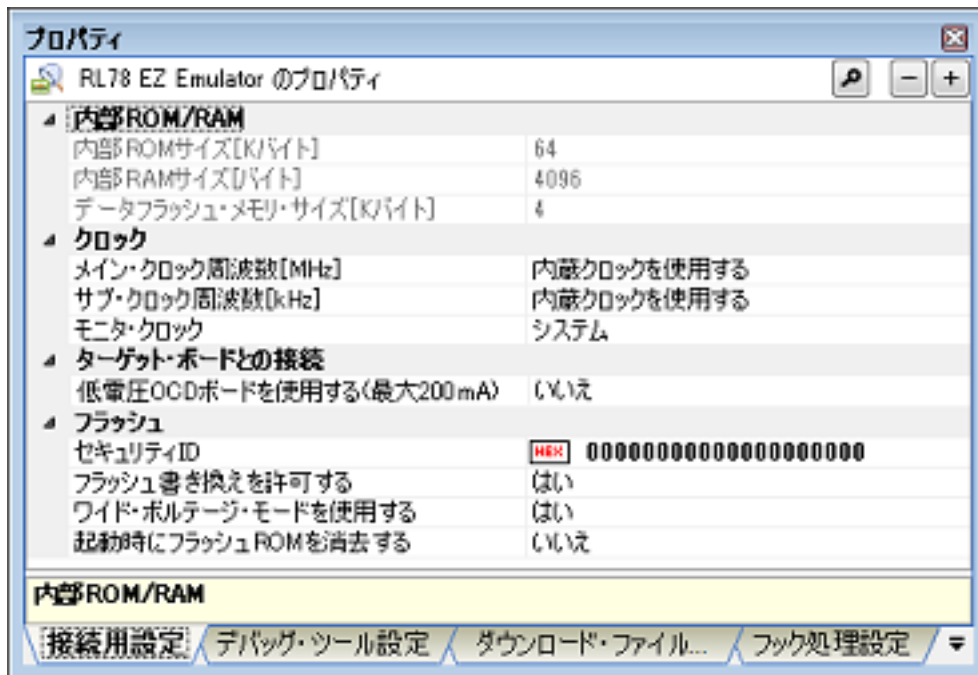 プロパティ
RL78 EZ Emulator のプロパティ
内部ROM/RAM
内部ROMサイズ[Kバイト] 64
内部RAMサイズ[バイト] 4096
データフラッシュ・メモリ・サイズ[Kバイト] 4
クロック
メイン・クロック周波数[MHz] 内蔵クロックを使用する
サブ・クロック周波数[kHz] 内蔵クロックを使用する
モニタ・クロック システム
ターゲット・ボードとの接続
低電圧OCDボードを使用する(最大200mA) いいえ
フラッシュ
セキュリティID HEX 00000000000000000000
フラッシュ書き換えを許可する はい
ワイド・ボルテージ・モードを使用する はい
起動時にフラッシュROMを消去する いいえ
内部ROM/RAM
接続用設定 デバッグ・ツール設定 ダウンロード・ファイル... フック処理設定